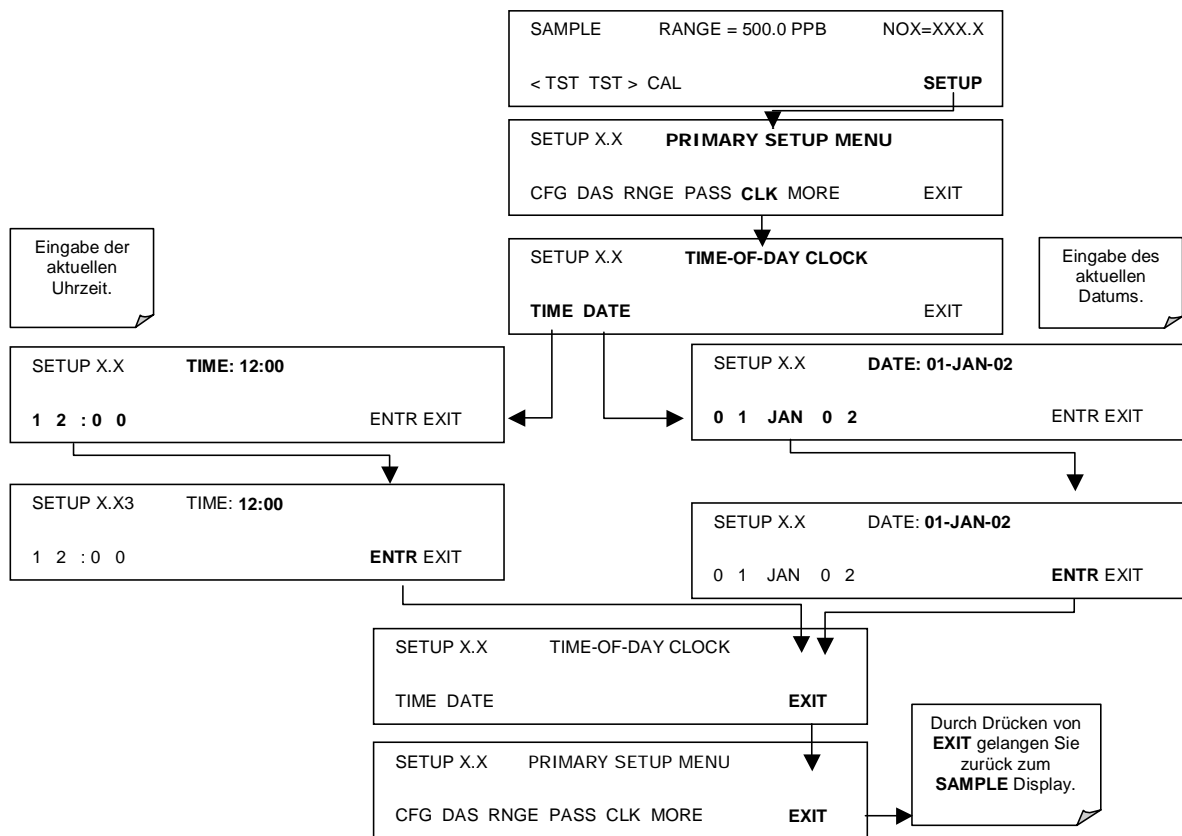 SAMPLE RANGE = 500.0 PPB NOX=XXX.X
< TST TST > CAL SETUP
SETUP X.X PRIMARY SETUP MENU
CFG DAS RNGE PASS CLK MORE EXIT
Eingabe der
aktuellen
Uhrzeit.
SETUP X.X TIME-OF-DAY CLOCK
TIME DATE EXIT
Eingabe des
aktuellen
Datums.
SETUP X.X TIME: 12:00
1 2 :0 0 ENTR EXIT
SETUP X.X DATE: 01-JAN-02
0 1 JAN 0 2 ENTR EXIT
SETUP X.X3 TIME: 12:00
1 2 :0 0 ENTR EXIT
SETUP X.X DATE: 01-JAN-02
0 1 JAN 0 2 ENTR EXIT
SETUP X.X TIME-OF-DAY CLOCK
TIME DATE EXIT
SETUP X.X PRIMARY SETUP MENU
CFG DAS RNGE PASS CLK MORE EXIT
Durch Drücken von
EXIT gelangen Sie
zurück zum
SAMPLE Display.